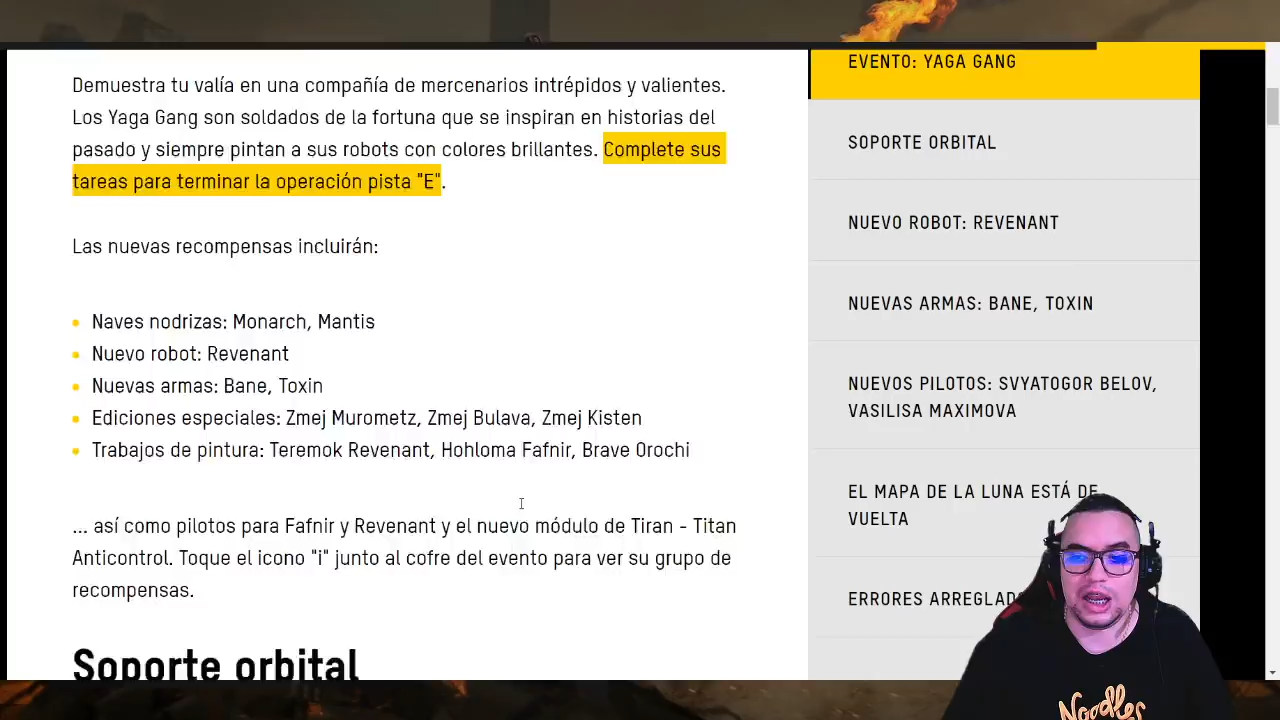 Demuestra tu valía en una compañía de mercenarios intrépidos y valientes.
Los Yaga Gang son soldados de la fortuna que se inspiran en historias del
pasado y siempre pintan a sus robots con colores brillantes. Complete sus
tareas para terminar la operación pista "E".
Las nuevas recompensas incluirán:
Naves nodrizas: Monarch, Mantis
Nuevo robot: Revenant
Nuevas armas: Bane, Toxin
Ediciones especiales: Zmej Murometz, Zmej Bulava, Zmej Kisten
Trabajos de pintura: Teremok Revenant, Hohloma Fafnir, Brave Orochi
... así como pilotos para Fafnir y Revenant y el nuevo módulo de Tiran - Titan
Anticontrol. Toque el icono "i" junto al cofre del evento para ver su grupo de
recompensas.
Soporte orbital
EVENTO: YAGA GANG
SOPORTE ORBITAL
NUEVO ROBOT: REVENANT
NUEVAS ARMAS: BANE, TOXIN
NUEVOS PILOTOS: SVYATOGOR BELOV,
VASILISA MAXIMOVA
EL MAPA DE LA LUNA ESTÁ DE
VUELTA
ERRORES
Noodles